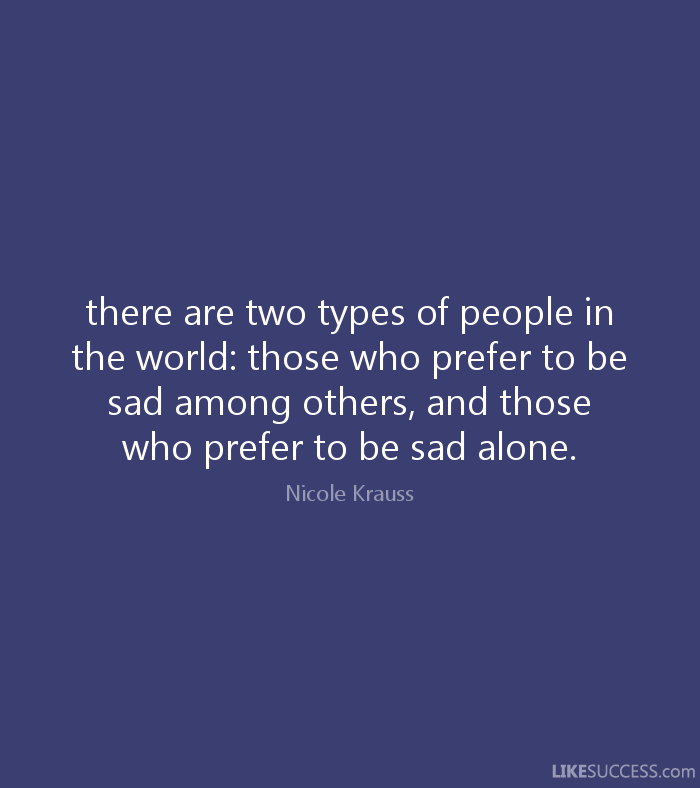 there are two types of people in
the world: those who prefer to be
sad among others, and those
who prefer to be sad alone.
Nicole Krauss
LIKESUCCESS.com